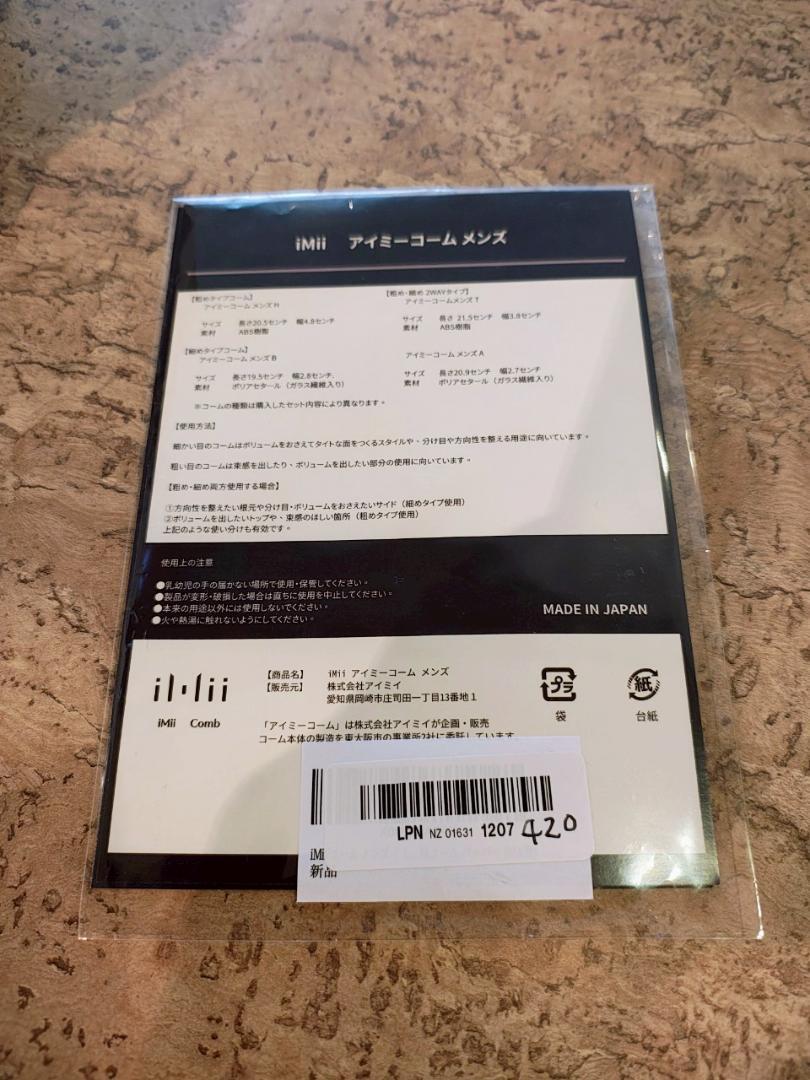 iMii アイミーコーム メンズ
【粗めタイプコーム】
アイミーコーム メンズ H
サイズ 長さ20.5センチ 幅4.8センチ
素材 ABS樹脂
【粗め・細め 2WAYタイプ】
アイミーコームメンズ T
サイズ 長さ 21.5センチ 幅3.8センチ
素材 ABS樹脂
【細めタイプコーム】
アイミーコーム メンズ B
サイズ 長さ19.5センチ 幅2.8センチ、
素材 ポリアセタール（ガラス繊維入り）
アイミーコーム メンズ A
サイズ 長さ20.9センチ 幅2.7センチ
素材 ポリアセタール（ガラス繊維入り）
※コームの種類は購入したセット内容により異なります。
【使用方法】
細かい目のコームはボリュームをおさえてタイトな面をつくるスタイルや、分け目や方向性を整える用途に向いています。
粗い目のコームは束感を出したり、ボリュームを出したい部分の使用に向いています。
【粗め・細め両方使用する場合】
①方向性を整えたい根元や分け目・ボリュームをおさえたいサイド（細めタイプ使用）
②ボリュームを出したいトップや、束感のほしい箇所（粗めタイプ使用）
上記のような使い分けも有効です。
使用上の注意
●乳幼児の手の届かない場所で使用・保管してください。
●製品が変形・破損した場合は直ちに使用を中止してください。
●本来の用途以外には使用しないでください。
●火や熱湯に触れないようにしてください。
MADE IN JAPAN
iMii
iMii Comb
【商品名】 iMii アイミーコーム メンズ
【販売元】 株式会社アイミイ
愛知県岡崎市庄司田一丁目13番地1
「アイミーコーム」は株式会社アイミイが企画・販売
コーム本体の製造を東大阪市の事業所2社に委託しています
プラ
袋
紙
台紙
LPN NZ 01631 1207 420
iMi
新品